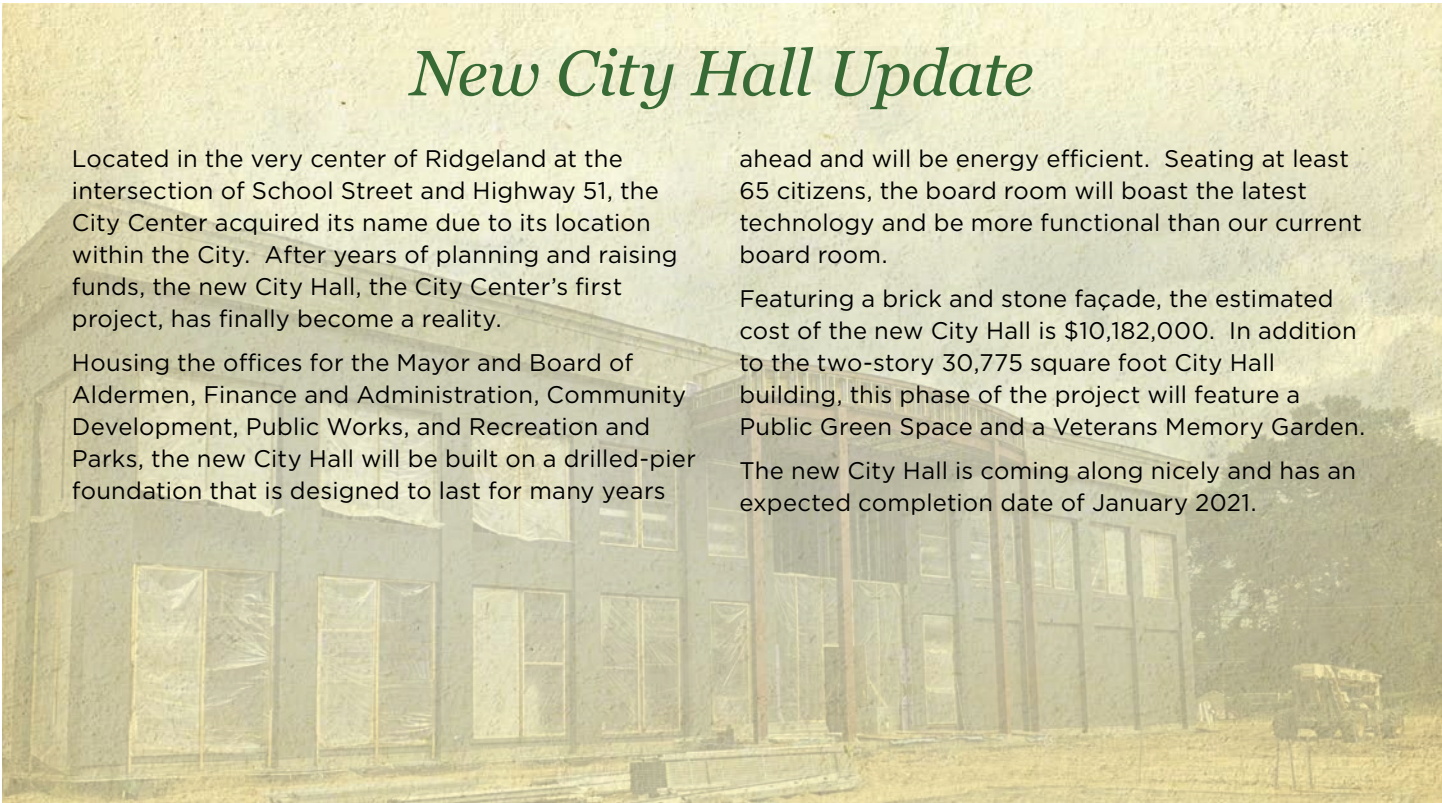 New City Hall Update
Located in the very center of Ridgeland at the
intersection of School Street and Highway 51, the
City Center acquired its name due to its location
within the City.  After years of planning and raising
funds, the new City Hall, the City Center’s first
project, has finally become a reality.
Housing the offices for the Mayor and Board of
Aldermen, Finance and Administration, Community
Development, Public Works, and Recreation and
Parks, the new City Hall will be built on a drilled-pier
foundation that is designed to last for many years
ahead and will be energy efficient.  Seating at least
65 citizens, the board room will boast the latest
technology and be more functional than our current
board room.
Featuring a brick and stone façade, the estimated
cost of the new City Hall is $10,182,000.  In addition
to the two-story 30,775 square foot City Hall
building, this phase of the project will feature a
Public Green Space and a Veterans Memory Garden.
The new City Hall is coming along nicely and has an
expected completion date of January 2021.